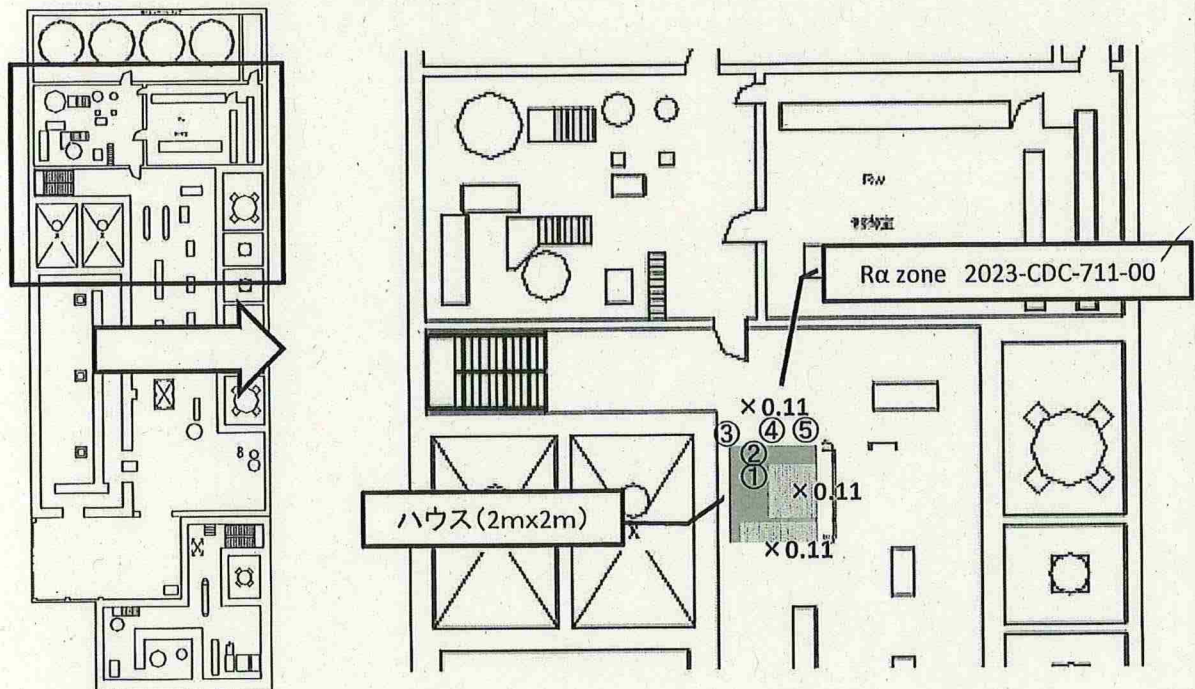 Rw
Rα zone 2023-CDC-711-00
×0.11
③ ④ ⑤
②
①
×0.11
ハウス(2mx2m)
X
×0.11